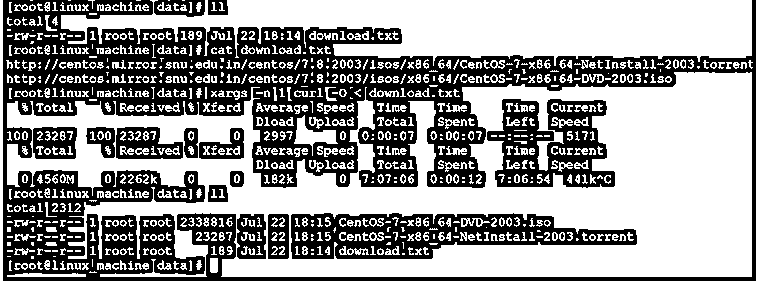 [root@linux_machine data]# ll
total 4
-rw-r--r-- 1 root root 189 Jul 22 18:14 download.txt
[root@linux_machine data]# cat download.txt
http://centos.mirror.snu.edu.in/centos/7.8.2003/isos/x86_64/CentOS-7-x86_64-NetInstall-2003.torrent
http://centos.mirror.snu.edu.in/centos/7.8.2003/isos/x86_64/CentOS-7-x86_64-DVD-2003.iso
[root@linux_machine data]# xargs -n 1 curl -O < download.txt
% Total % Received % Xferd Average Speed Time Time Time Current
Dload Upload Total Spent Left Speed
100 23287 100 23287 0 0 2997 0 0:00:07 0:00:07 --:--:-- 5171
% Total % Received % Xferd Average Speed Time Time Time Current
Dload Upload Total Spent Left Speed
0 4560M 0 2262k 0 0 182k 0 7:07:06 0:00:12 7:06:54 441k^C
[root@linux_machine data]# ll
total 2312
-rw-r--r-- 1 root root 2338816 Jul 22 18:15 CentOS-7-x86_64-DVD-2003.iso
-rw-r--r-- 1 root root 23287 Jul 22 18:15 CentOS-7-x86_64-NetInstall-2003.torrent
-rw-r--r-- 1 root root 189 Jul 22 18:14 download.txt
[root@linux_machine data]#